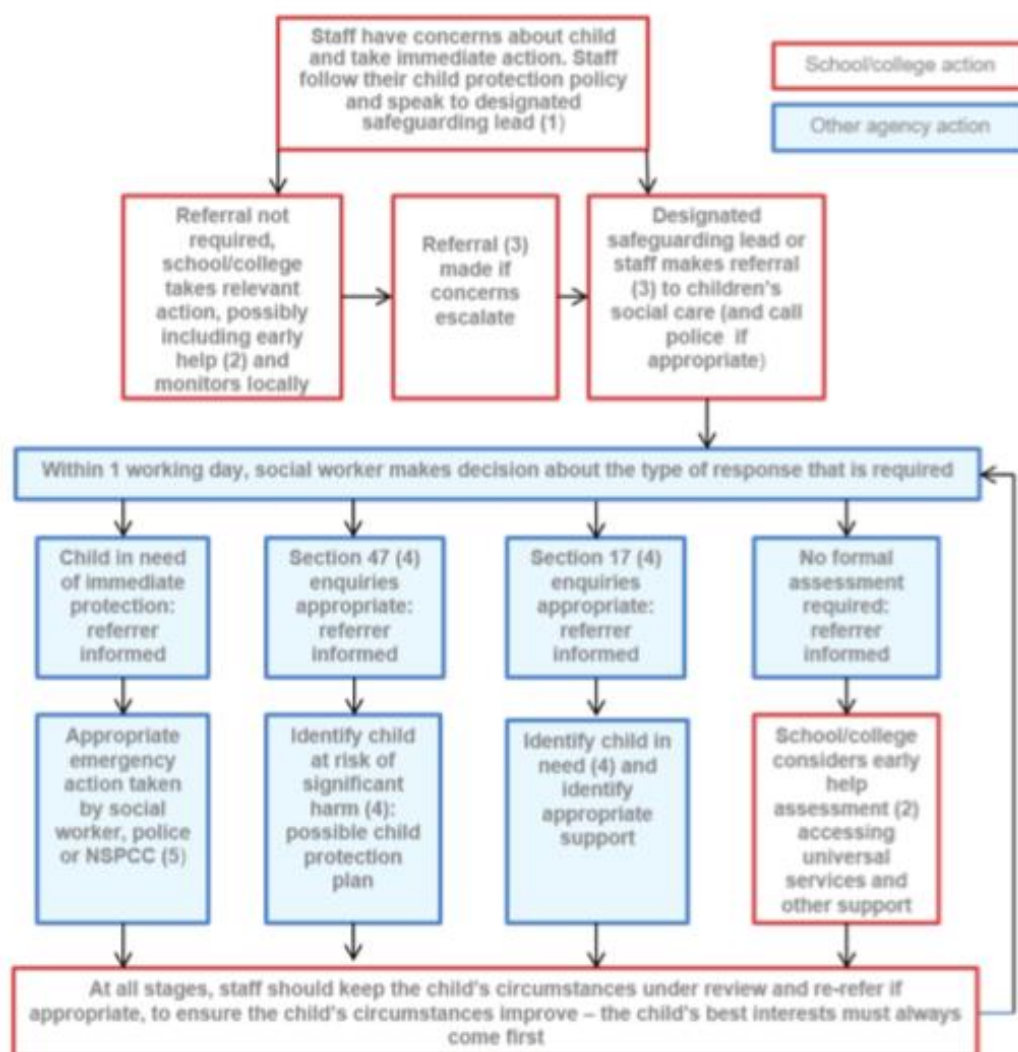 Staff have concerns about child
and take immediate action. Staff
follow their child protection policy
and speak to designated
safeguarding lead (1)
School/college action
Other agency action
Referral not
required,
school/college
takes relevant
action, possibly
including early
help (2) and
monitors locally
Referral (3)
made if
concerns
escalate
Designated
safeguarding lead or
staff makes referral
(3) to children's
social care (and call
police if
appropriate)
Within 1 working day, social worker makes decision about the type of response that is required
Child in need
of immediate
protection:
referrer
informed
Section 47 (4)
enquiries
appropriate:
referrer
informed
Section 17 (4)
enquiries
appropriate:
referrer
informed
No formal
assessment
required:
referrer
informed
Appropriate
emergency
action taken
by social
worker, police
or NSPCC (5)
Identify child
at risk of
significant
harm (4):
possible child
protection
plan
Identify child in
need (4) and
identify
appropriate
support
School/college
considers early
help
assessment (2)
accessing
universal
services and
other support
At all stages, staff should keep the child's circumstances under review and re-refer if
appropriate, to ensure the child's circumstances improve – the child's best interests must always
come first